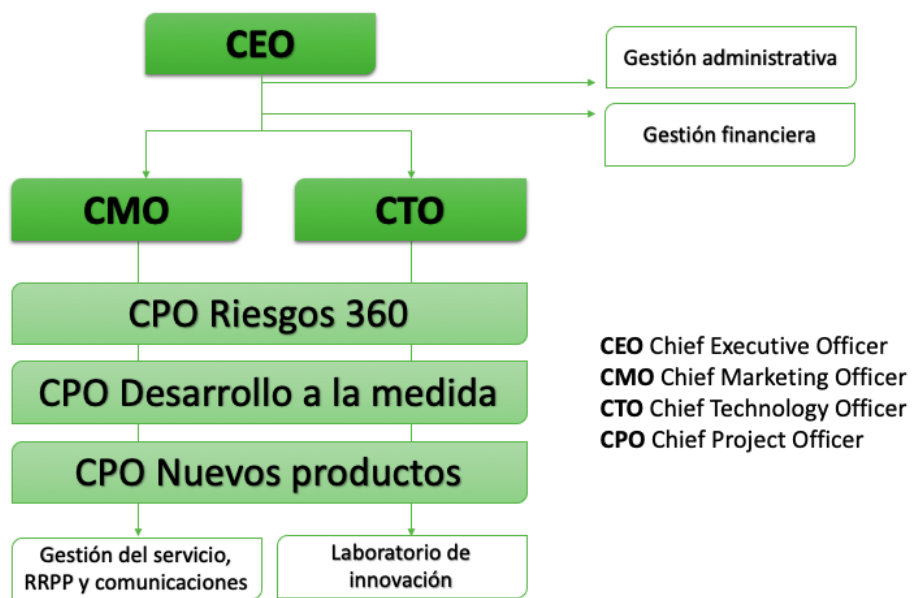 CEO
Gestión administrativa
Gestión financiera
CMO
CTO
CPO Riesgos 360
CPO Desarrollo a la medida
CPO Nuevos productos
Gestión del servicio,
RRPP y comunicaciones
Laboratorio de
innovación
CEO Chief Executive Officer
CMO Chief Marketing Officer
CTO Chief Technology Officer
CPO Chief Project Officer